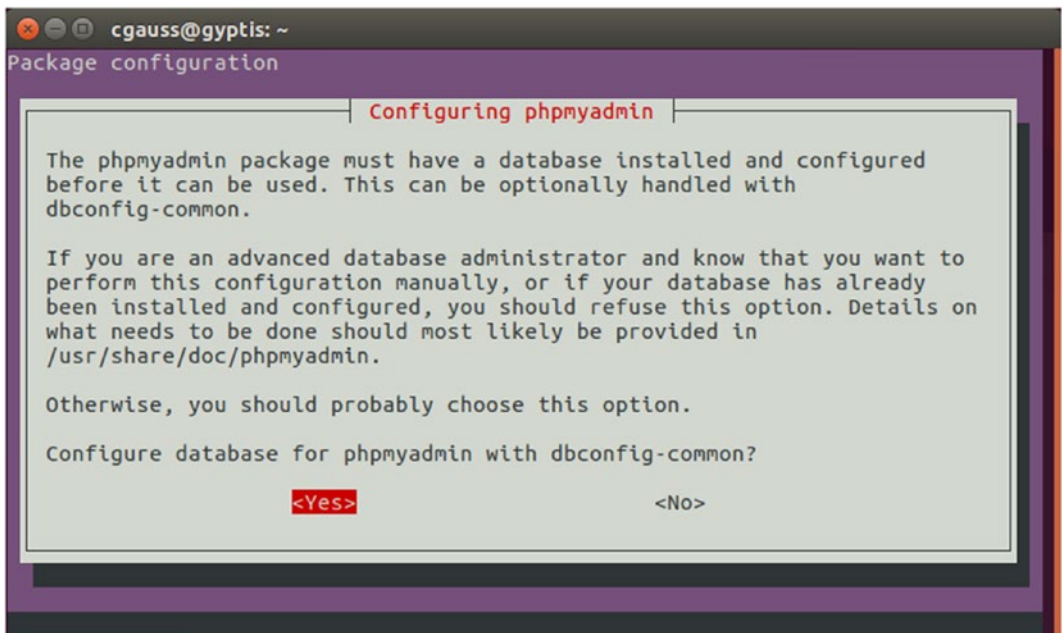 cgauss@gyptis: ~
Package configuration
Configuring phpmyadmin
The phpmyadmin package must have a database installed and configured
before it can be used. This can be optionally handled with
dbconfig-common.
If you are an advanced database administrator and know that you want to
perform this configuration manually, or if your database has already
been installed and configured, you should refuse this option. Details on
what needs to be done should most likely be provided in
/usr/share/doc/phpmyadmin.
Otherwise, you should probably choose this option.
Configure database for phpmyadmin with dbconfig-common?
<Yes> <No>